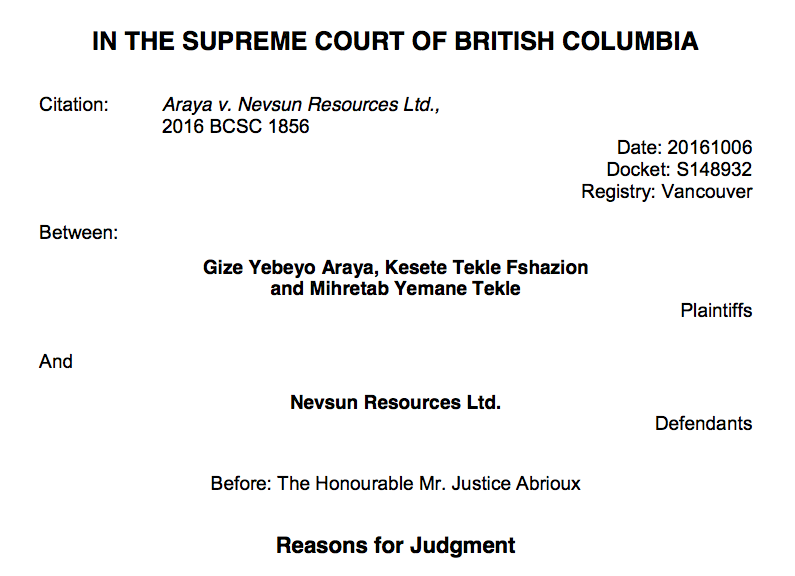 IN THE SUPREME COURT OF BRITISH COLUMBIA
Citation: Araya v. Nevsun Resources Ltd.,
2016 BCSC 1856
Date: 20161006
Docket: S148932
Registry: Vancouver
Between:
Gize Yebeyo Araya, Kesete Tekle Fshazion
and Mihretab Yemane Tekle
Plaintiffs
And
Nevsun Resources Ltd.
Defendants
Before: The Honourable Mr. Justice Abrioux
Reasons for Judgment